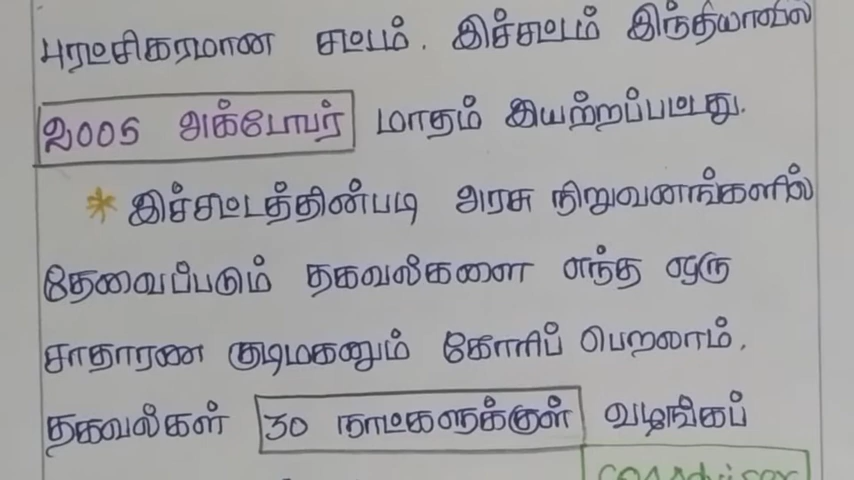 புரட்சிகரமான சட்டம். இச்சட்டம் இந்தியாவில்
2005 அக்டோபர் மாதம் இயற்றப்பட்டது.
* இச்சட்டத்தின்படி அரசு நிறுவனங்களில்
தேவைப்படும் தகவல்களை எந்த ஒரு
சாதாரண குடிமகனும் கோரிப் பெறலாம்.
தகவல்கள் 30 நாட்களுக்குள் வழங்கப்